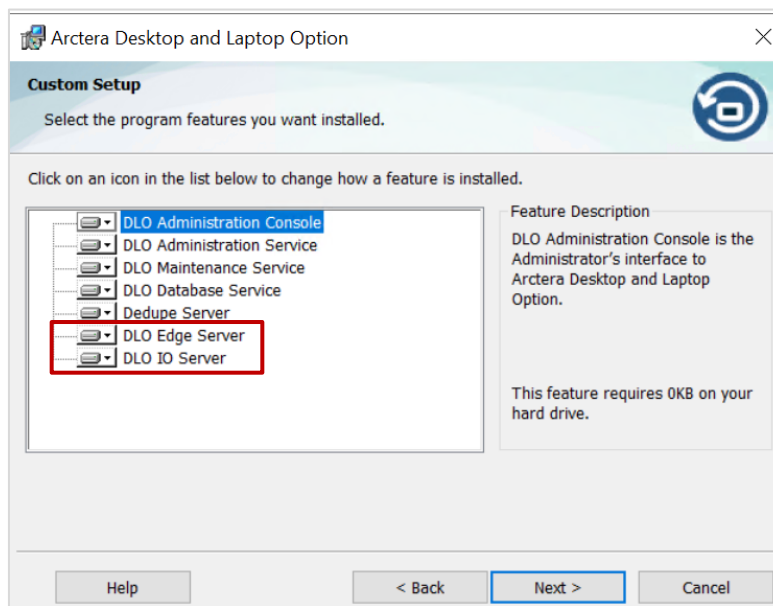 Arctera Desktop and Laptop Option
Custom Setup
Select the program features you want installed.
Click on an icon in the list below to change how a feature is installed.
DLO Administration Console
DLO Administration Service
DLO Maintenance Service
DLO Database Service
Dedupe Server
DLO Edge Server
DLO IO Server
Feature Description
DLO Administration Console is the
Administrator's interface to
Arctera Desktop and Laptop
Option.
This feature requires 0KB on your
hard drive.
Help
< Back
Next >
Cancel